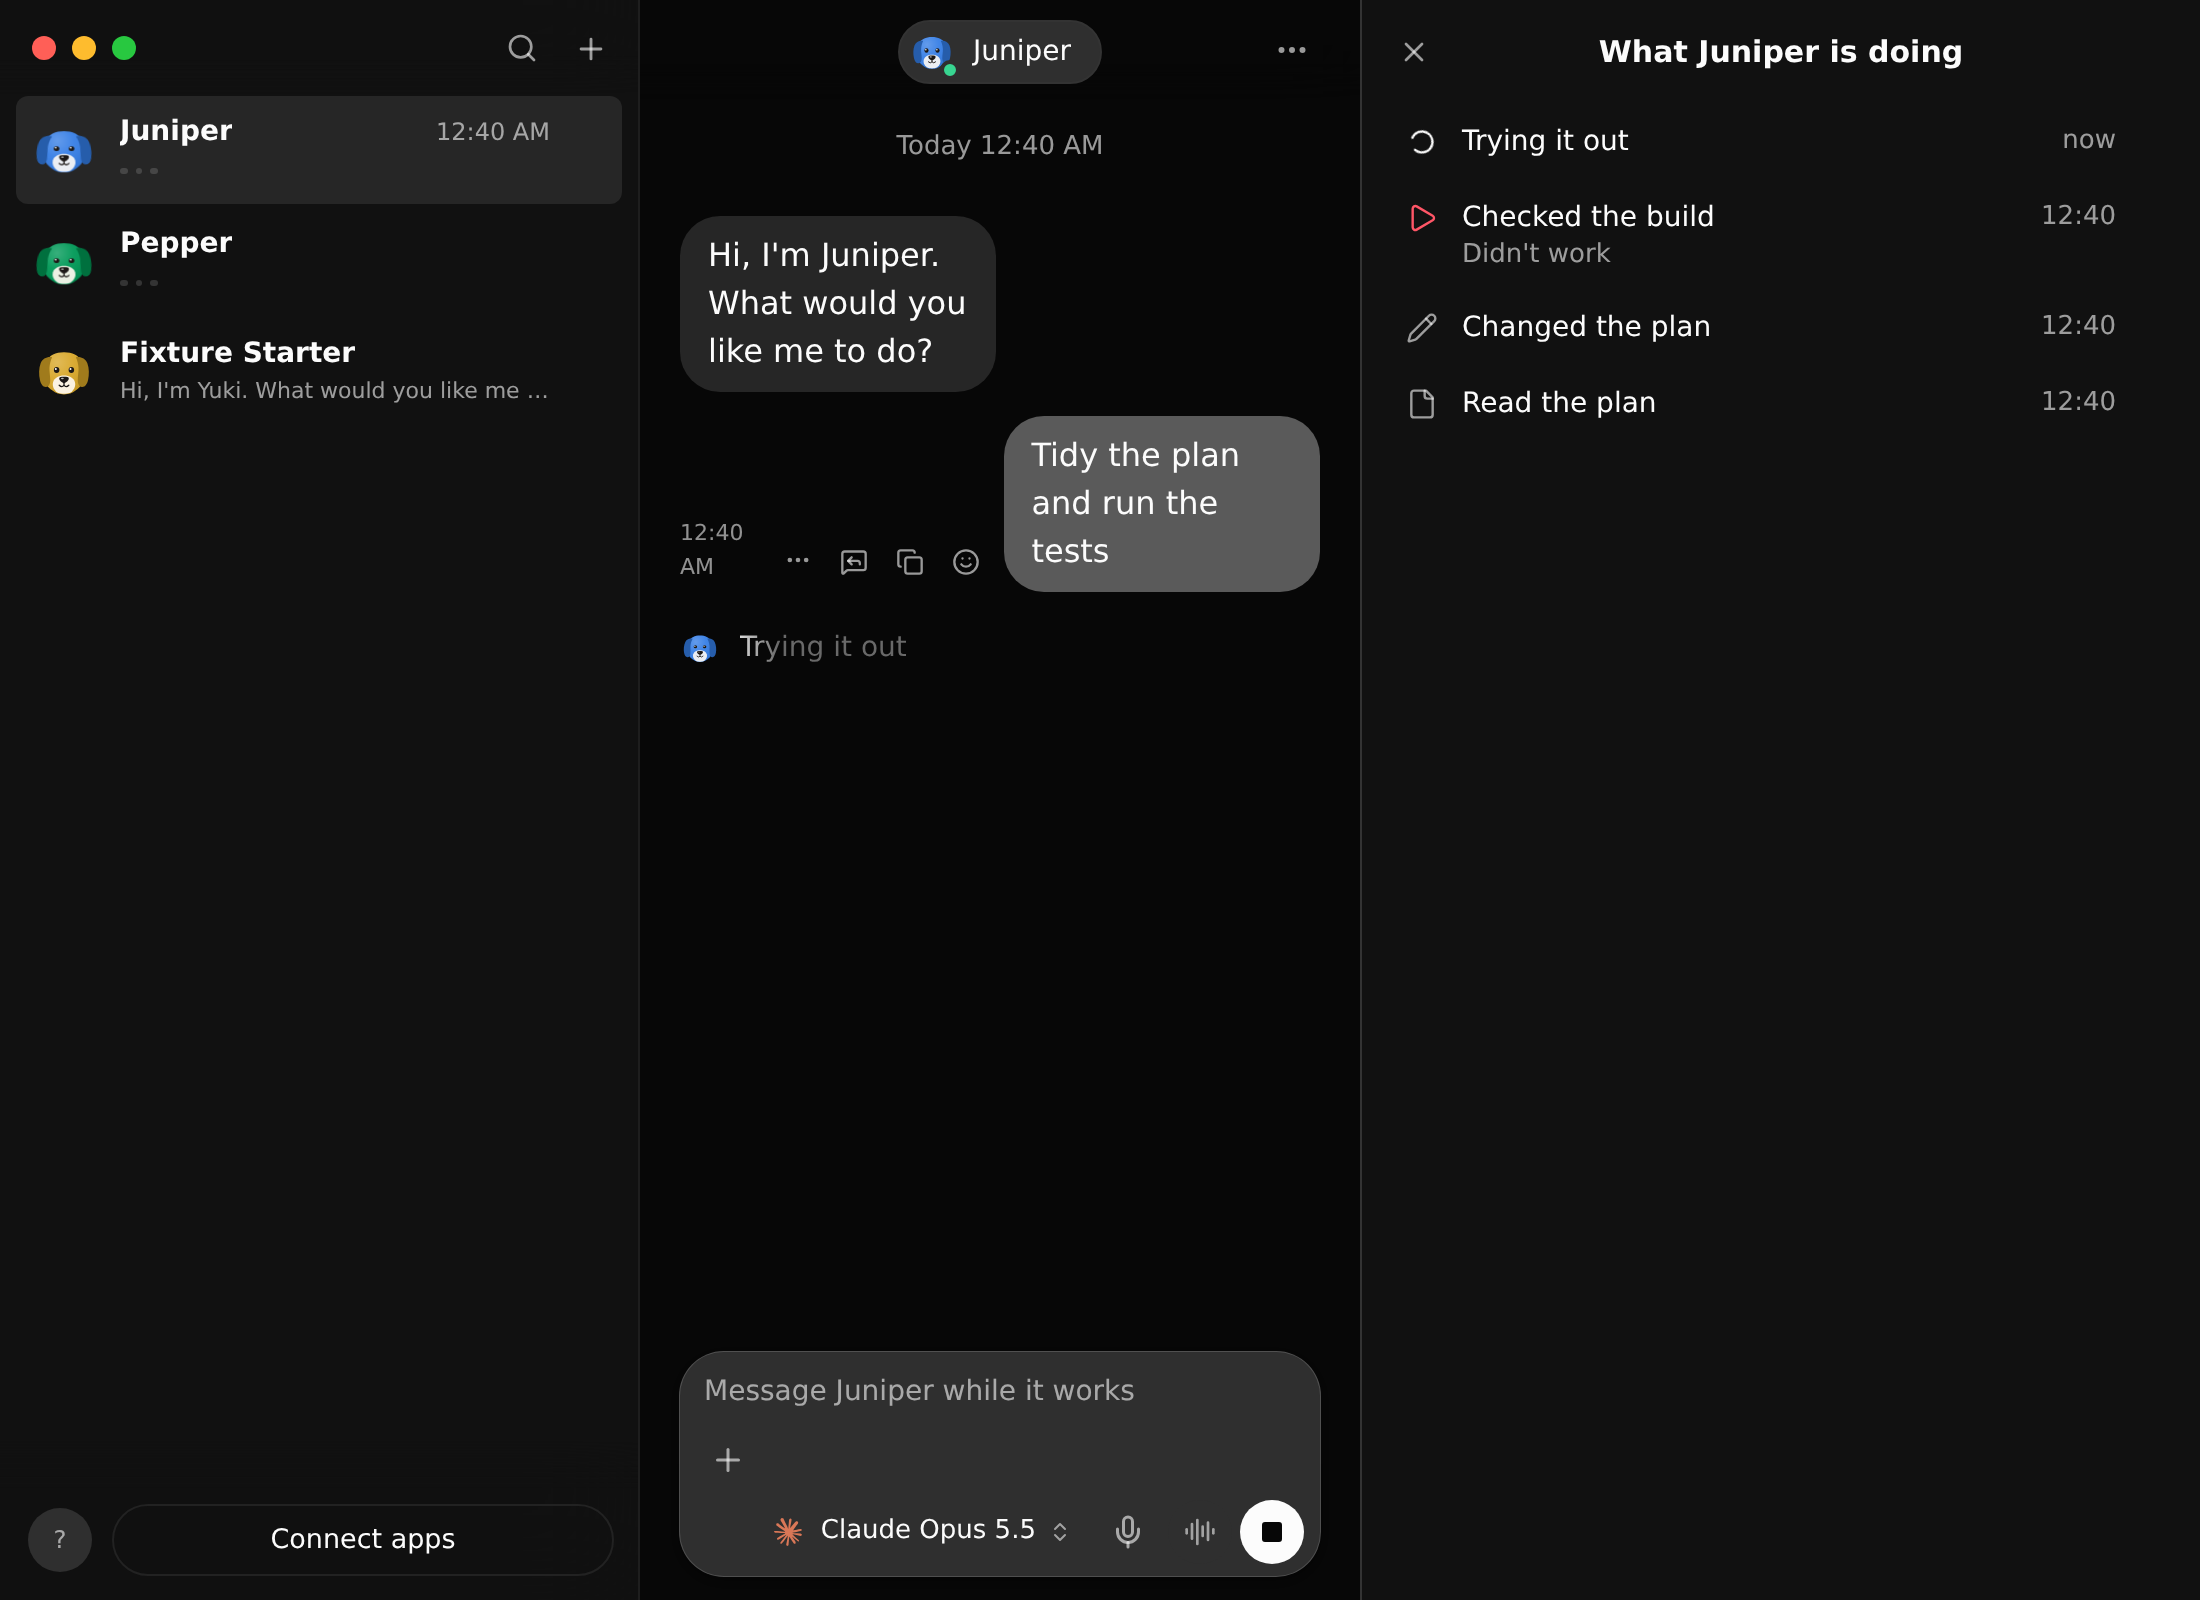 Juniper
12:40 AM
Pepper
Fixture Starter
Hi, I'm Yuki. What would you like me ...
?
Connect apps
Juniper
Today 12:40 AM
Hi, I'm Juniper.
What would you
like me to do?
Tidy the plan
and run the
tests
12:40
AM
Trying it out
Message Juniper while it works
Claude Opus 5.5
What Juniper is doing
Trying it out
now
Checked the build
12:40
Didn't work
Changed the plan
12:40
Read the plan
12:40